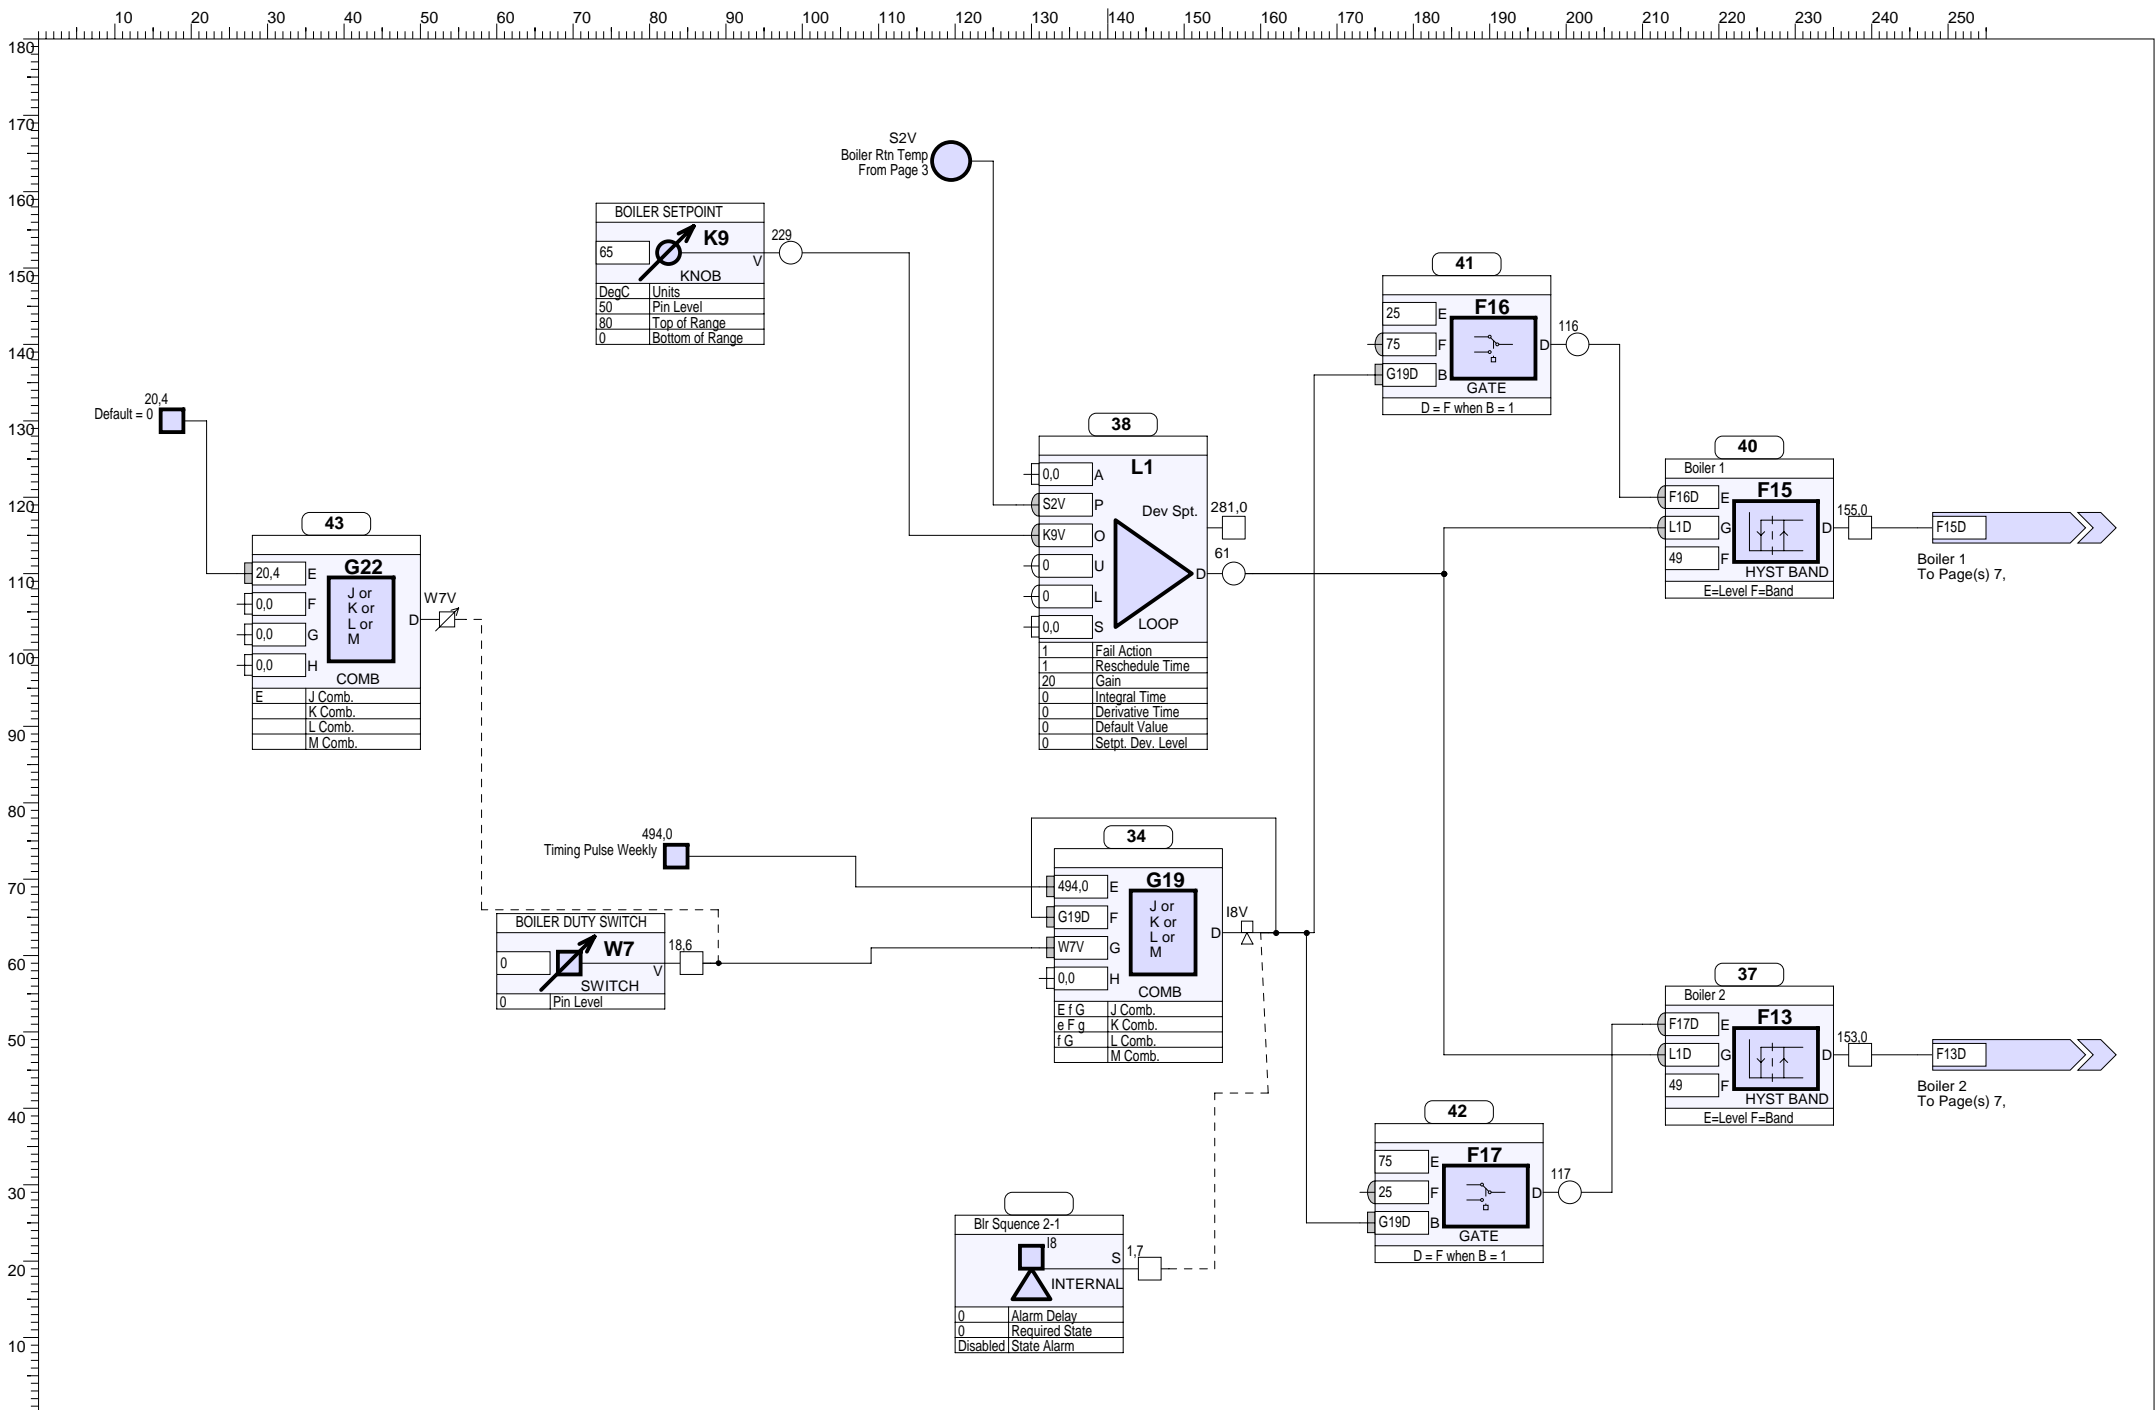 10 20 30 40 50 60 70 80 90 100 110 120 130 140 150 160 170 180 190 200 210 220 230 240 250
180
170
160
150
140
130
120
110
100
90
80
70
60
50
40
30
20
10
S2V
Boiler Rtn Temp
From Page 3
BOILER SETPOINT
65
K9
V
KNOB
229
DegC Units
50 Pin Level
80 Top of Range
0 Bottom of Range
20,4
Default = 0
43
G22
20,4 E
0,0 F
0,0 G
0,0 H
J or
K or
L or
M
D
COMB
W7V
E J Comb.
K Comb.
L Comb.
M Comb.
38
L1
0,0 A
S2V P
K9V O
0 U
0 L
0,0 S
Dev Spt.
281,0
D
61
LOOP
1 Fail Action
1 Reschedule Time
20 Gain
0 Integral Time
0 Derivative Time
0 Default Value
0 Setpt. Dev. Level
41
F16
25 E
75 F
G19D B
D
116
GATE
D = F when B = 1
40
Boiler 1
F15
F16D E
L1D G
49 F
D
155,0
HYST BAND
E=Level F=Band
F15D
Boiler 1
To Page(s) 7,
494,0
Timing Pulse Weekly
BOILER DUTY SWITCH
W7
0
V
SWITCH
18,6
0 Pin Level
34
G19
494,0 E
G19D F
W7V G
0,0 H
J or
K or
L or
M
D
COMB
I8V
E f G J Comb.
e F g K Comb.
f G L Comb.
M Comb.
37
Boiler 2
F13
F17D E
L1D G
49 F
D
153,0
HYST BAND
E=Level F=Band
F13D
Boiler 2
To Page(s) 7,
42
F17
75 E
25 F
G19D B
D
117
GATE
D = F when B = 1
Blr Squence 2-1
I8
S
1,7
INTERNAL
0 Alarm Delay
0 Required State
Disabled State Alarm